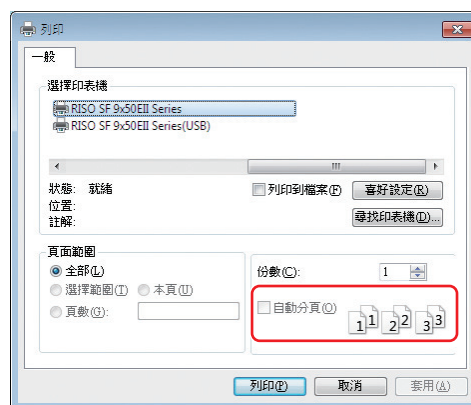 列印
一般
選擇印表機
RISO SF 9x50EII Series
RISO SF 9x50EII Series(USB)
狀態: 就緒
列印到檔案(F) 喜好設定(R)
位置:
註解:
尋找印表機(D)...
頁面範圍
全部(L)
選擇範圍(T) 本頁(U)
頁數(G):
份數(C): 1
自動分頁(O)
1 1 2 2 3 3
列印(P) 取消 套用(A)